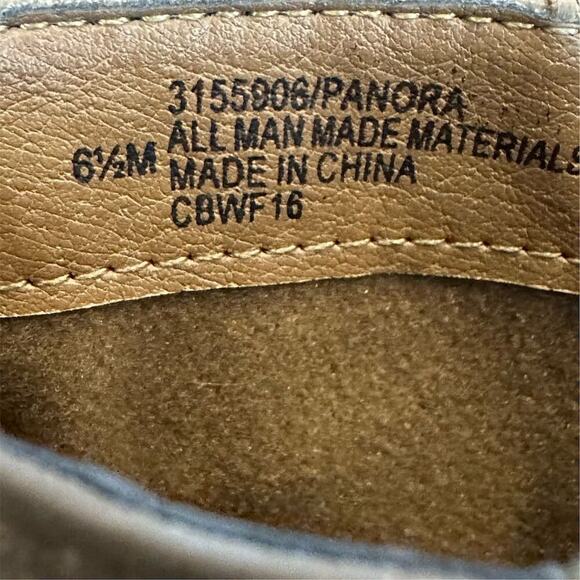 3155906/PANORA
6½M ALL MAN MADE MATERIALS
MADE IN CHINA
CBWF16